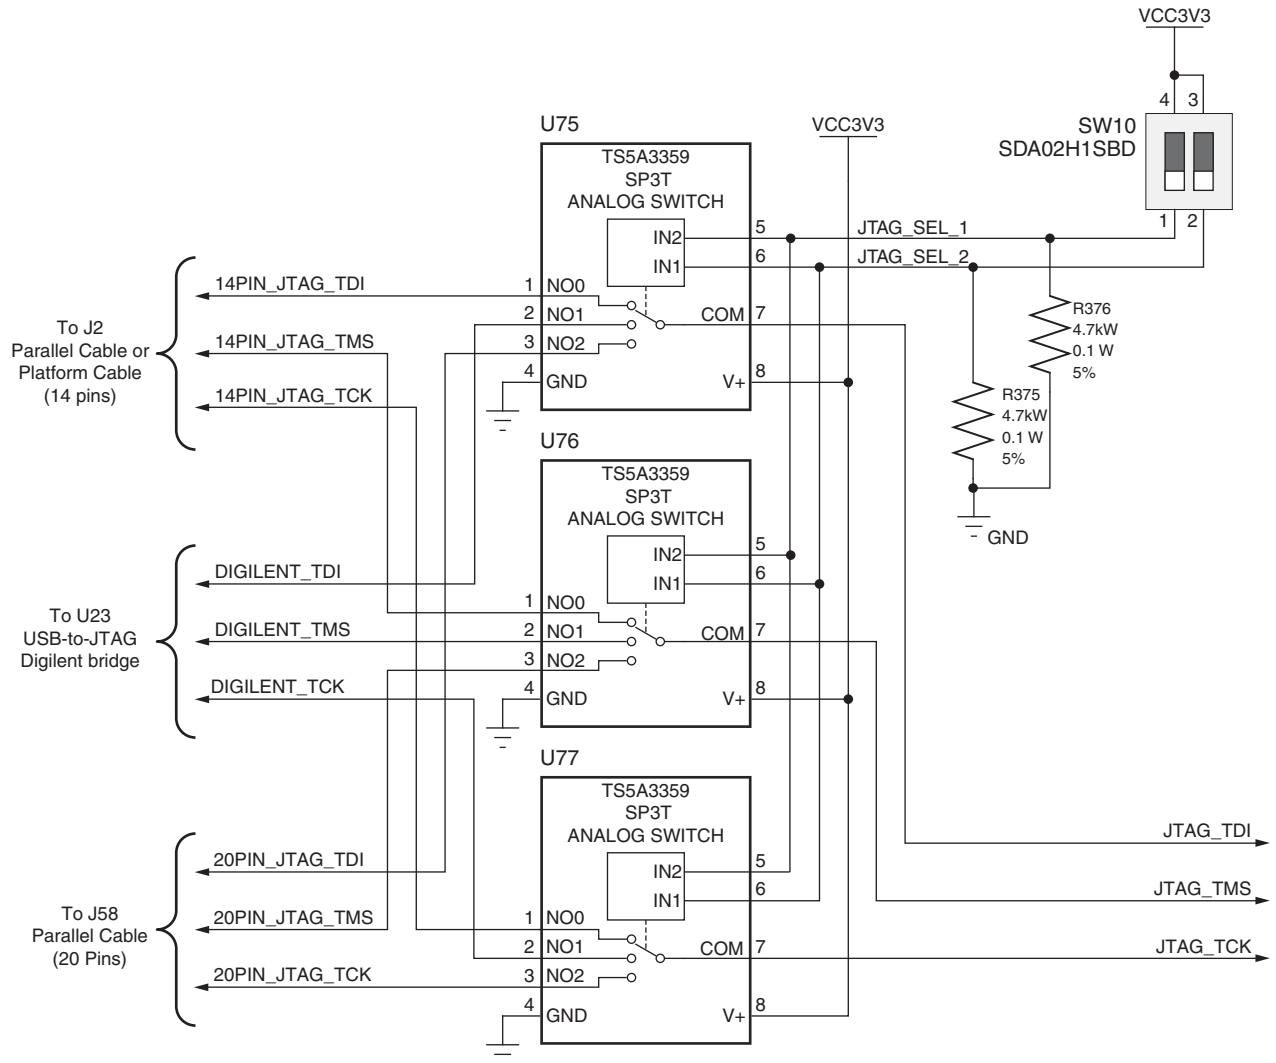 VCC3V3
4 3
SW10
SDA02H1SBD
1 2
VCC3V3
U75
TS5A3359
SP3T
ANALOG SWITCH
IN2 5 JTAG_SEL_1
IN1 6 JTAG_SEL_2
1 NO0
2 NO1
3 NO2
4 GND
COM 7
V+ 8
R376
4.7kW
0.1 W
5%
R375
4.7kW
0.1 W
5%
GND
To J2
Parallel Cable or
Platform Cable
(14 pins)
14PIN_JTAG_TDI
14PIN_JTAG_TMS
14PIN_JTAG_TCK
U76
TS5A3359
SP3T
ANALOG SWITCH
IN2 5
IN1 6
1 NO0
2 NO1
3 NO2
4 GND
COM 7
V+ 8
To U23
USB-to-JTAG
Digilent bridge
DIGILENT_TDI
DIGILENT_TMS
DIGILENT_TCK
U77
TS5A3359
SP3T
ANALOG SWITCH
IN2 5
IN1 6
1 NO0
2 NO1
3 NO2
4 GND
COM 7
V+ 8
To J58
Parallel Cable
(20 Pins)
20PIN_JTAG_TDI
20PIN_JTAG_TMS
20PIN_JTAG_TCK
JTAG_TDI
JTAG_TMS
JTAG_TCK